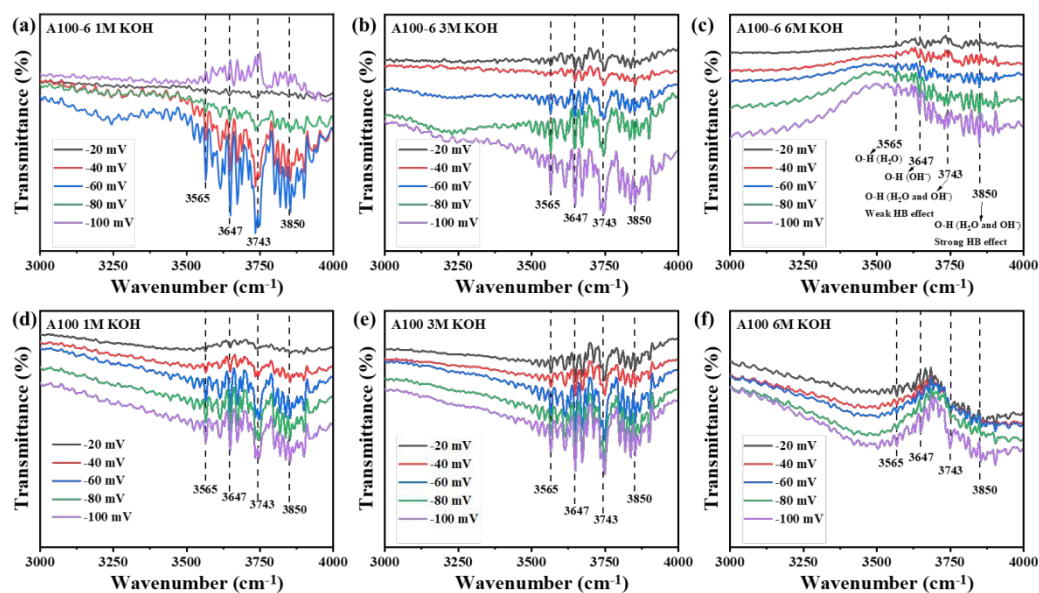 (a) A100-6 1M KOH
3565
3647
3743
3850
-20 mV
-40 mV
-60 mV
-80 mV
-100 mV
Transmittance (%)
3000 3250 3500 3750 4000
Wavenumber (cm⁻¹)
(b) A100-6 3M KOH
-20 mV
-40 mV
-60 mV
-80 mV
-100 mV
3565
3647
3743
3850
Transmittance (%)
3000 3250 3500 3750 4000
Wavenumber (cm⁻¹)
(c) A100-6 6M KOH
-20 mV
-40 mV
-60 mV
-80 mV
-100 mV
3565
O-H (H₂O)
3647
O-H (OH⁻)
3743
O-H (H₂O and OH⁻)
Weak HB effect
3850
O-H (H₂O and OH⁻)
Strong HB effect
Transmittance (%)
3000 3250 3500 3750 4000
Wavenumber (cm⁻¹)
(d) A100 1M KOH
-20 mV
-40 mV
-60 mV
-80 mV
-100 mV
3565
3647
3743
3850
Transmittance (%)
3000 3250 3500 3750 4000
Wavenumber (cm⁻¹)
(e) A100 3M KOH
-20 mV
-40 mV
-60 mV
-80 mV
-100 mV
3565
3647
3743
3850
Transmittance (%)
3000 3250 3500 3750 4000
Wavenumber (cm⁻¹)
(f) A100 6M KOH
-20 mV
-40 mV
-60 mV
-80 mV
-100 mV
3565
3647
3743
3850
Transmittance (%)
3000 3250 3500 3750 4000
Wavenumber (cm⁻¹)